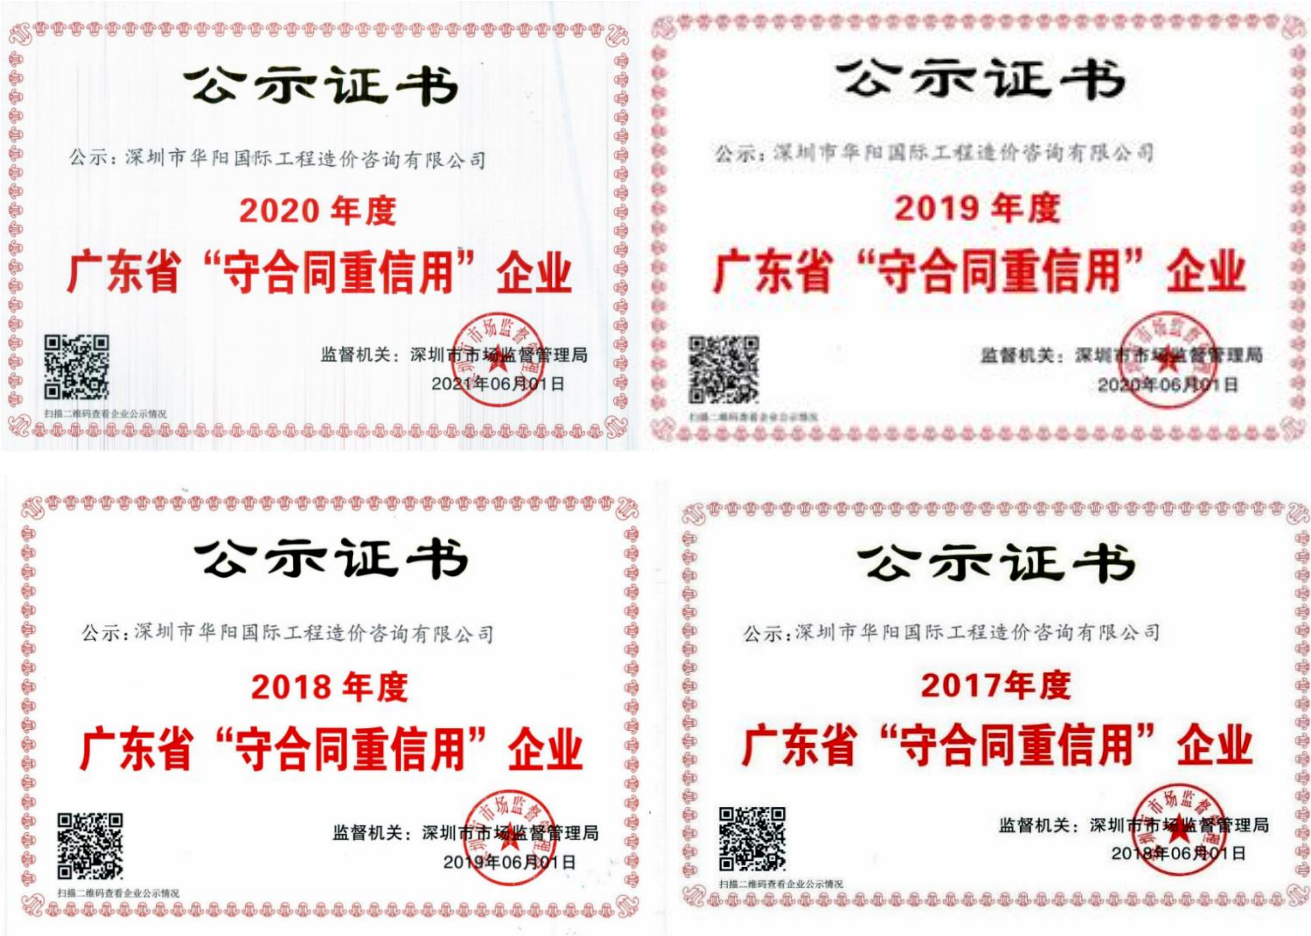 公示证书
公示：深圳市华阳国际工程造价咨询有限公司
2020 年度
广东省“守合同重信用”企业
监督机关：深圳市市场监督管理局
2021年06月01日
扫描二维码查看企业公示情况
公示证书
公示：深圳市华阳国际工程造价咨询有限公司
2019 年度
广东省“守合同重信用”企业
监督机关：深圳市市场监督管理局
2020年06月01日
扫描二维码查看企业公示情况
公示证书
公示：深圳市华阳国际工程造价咨询有限公司
2018 年度
广东省“守合同重信用”企业
监督机关：深圳市市场监督管理局
2019年06月01日
扫描二维码查看企业公示情况
公示证书
公示：深圳市华阳国际工程造价咨询有限公司
2017年度
广东省“守合同重信用”企业
监督机关：深圳市市场监督管理局
2018年06月01日
扫描二维码查看企业公示情况